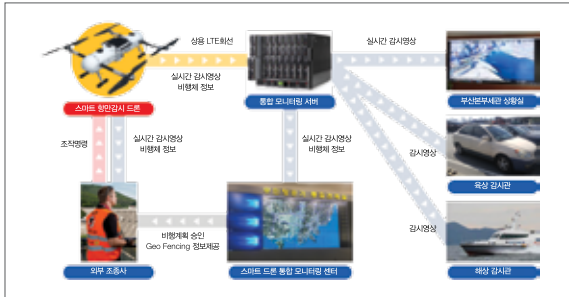 상용 LTE회선
실시간 감시영상
실시간 감시영상
비행체 정보
스마트 항만감시 드론
통합 모니터링 서버
부산본부세관 상황실
조작명령
실시간 감시영상
비행체 정보
실시간 감시영상
비행체 정보
감시영상
육상 감시관
비행계획 승인
Geo Fencing 정보제공
감시영상
외부 조종사
스마트 드론 통합 모니터링 센터
해상 감시관